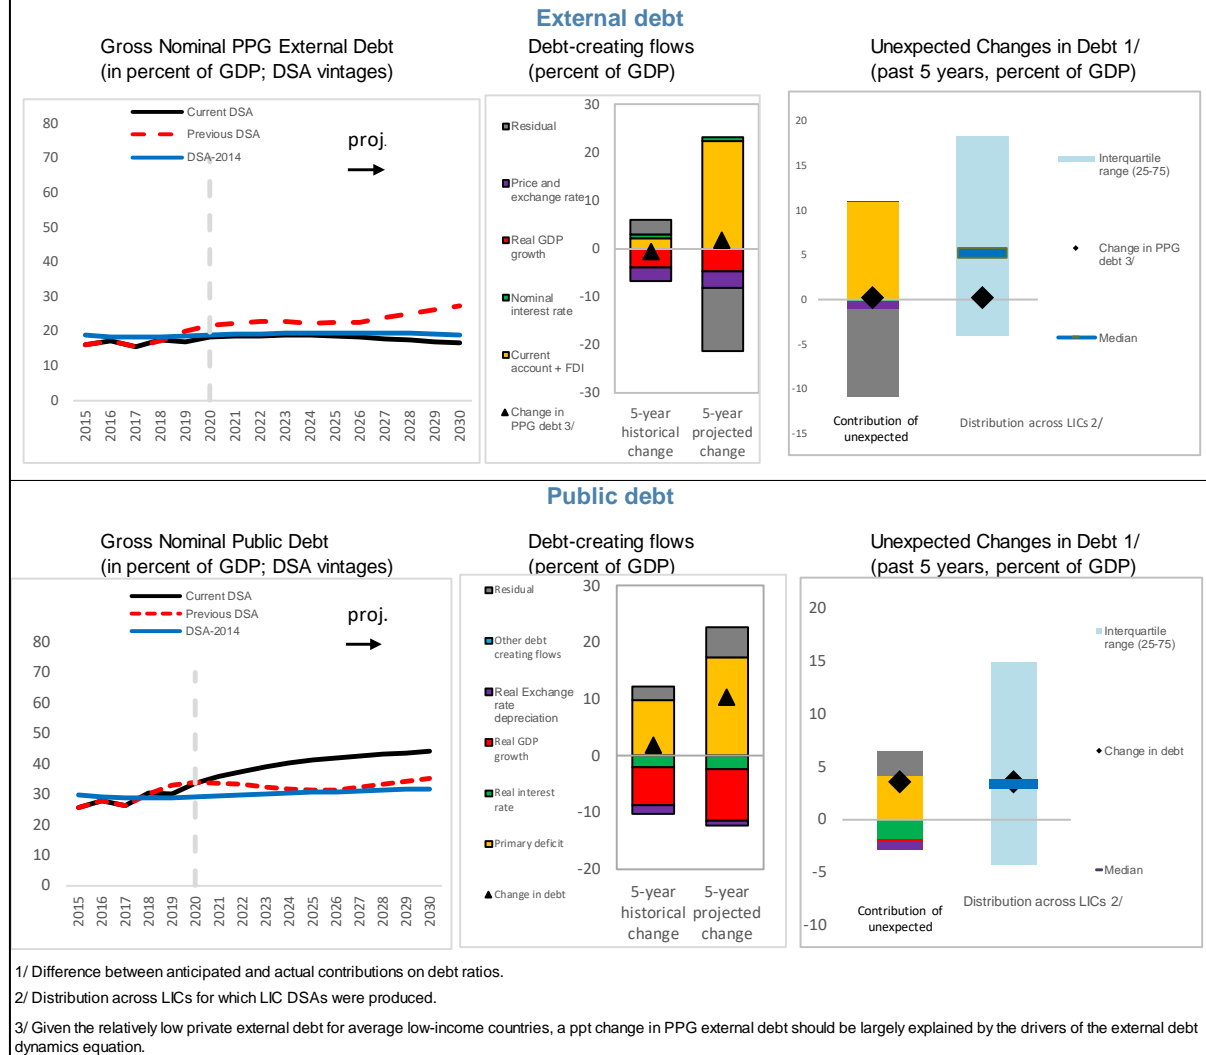 External debt
Gross Nominal PPG External Debt
(in percent of GDP; DSA vintages)
Current DSA
Previous DSA
DSA-2014
proj.
80
70
60
50
40
30
20
10
0
2015
2016
2017
2018
2019
2020
2021
2022
2023
2024
2025
2026
2027
2028
2029
2030
Debt-creating flows
(percent of GDP)
Residual
Price and
exchange rate
Real GDP
growth
Nominal
interest rate
Current
account + FDI
Change in
PPG debt 3/
30
20
10
0
-10
-20
-30
5-year
historical
change
5-year
projected
change
Unexpected Changes in Debt 1/
(past 5 years, percent of GDP)
20
15
10
5
0
-5
-10
-15
Interquartile
range (25-75)
Change in PPG
debt 3/
Median
Contribution of
unexpected
Distribution across LICs 2/
Public debt
Gross Nominal Public Debt
(in percent of GDP; DSA vintages)
Current DSA
Previous DSA
DSA-2014
proj.
80
70
60
50
40
30
20
10
0
2015
2016
2017
2018
2019
2020
2021
2022
2023
2024
2025
2026
2027
2028
2029
2030
Debt-creating flows
(percent of GDP)
Residual
Other debt
creating flows
Real Exchange
rate
depreciation
Real GDP
growth
Real interest
rate
Primary deficit
Change in debt
30
20
10
0
-10
-20
5-year
historical
change
5-year
projected
change
Unexpected Changes in Debt 1/
(past 5 years, percent of GDP)
20
15
10
5
0
-5
-10
Interquartile
range (25-75)
Change in debt
Median
Contribution of
unexpected
Distribution across LICs 2/
1/ Difference between anticipated and actual contributions on debt ratios.
2/ Distribution across LICs for which LIC DSAs were produced.
3/ Given the relatively low private external debt for average low-income countries, a ppt change in PPG external debt should be largely explained by the drivers of the external debt
dynamics equation.